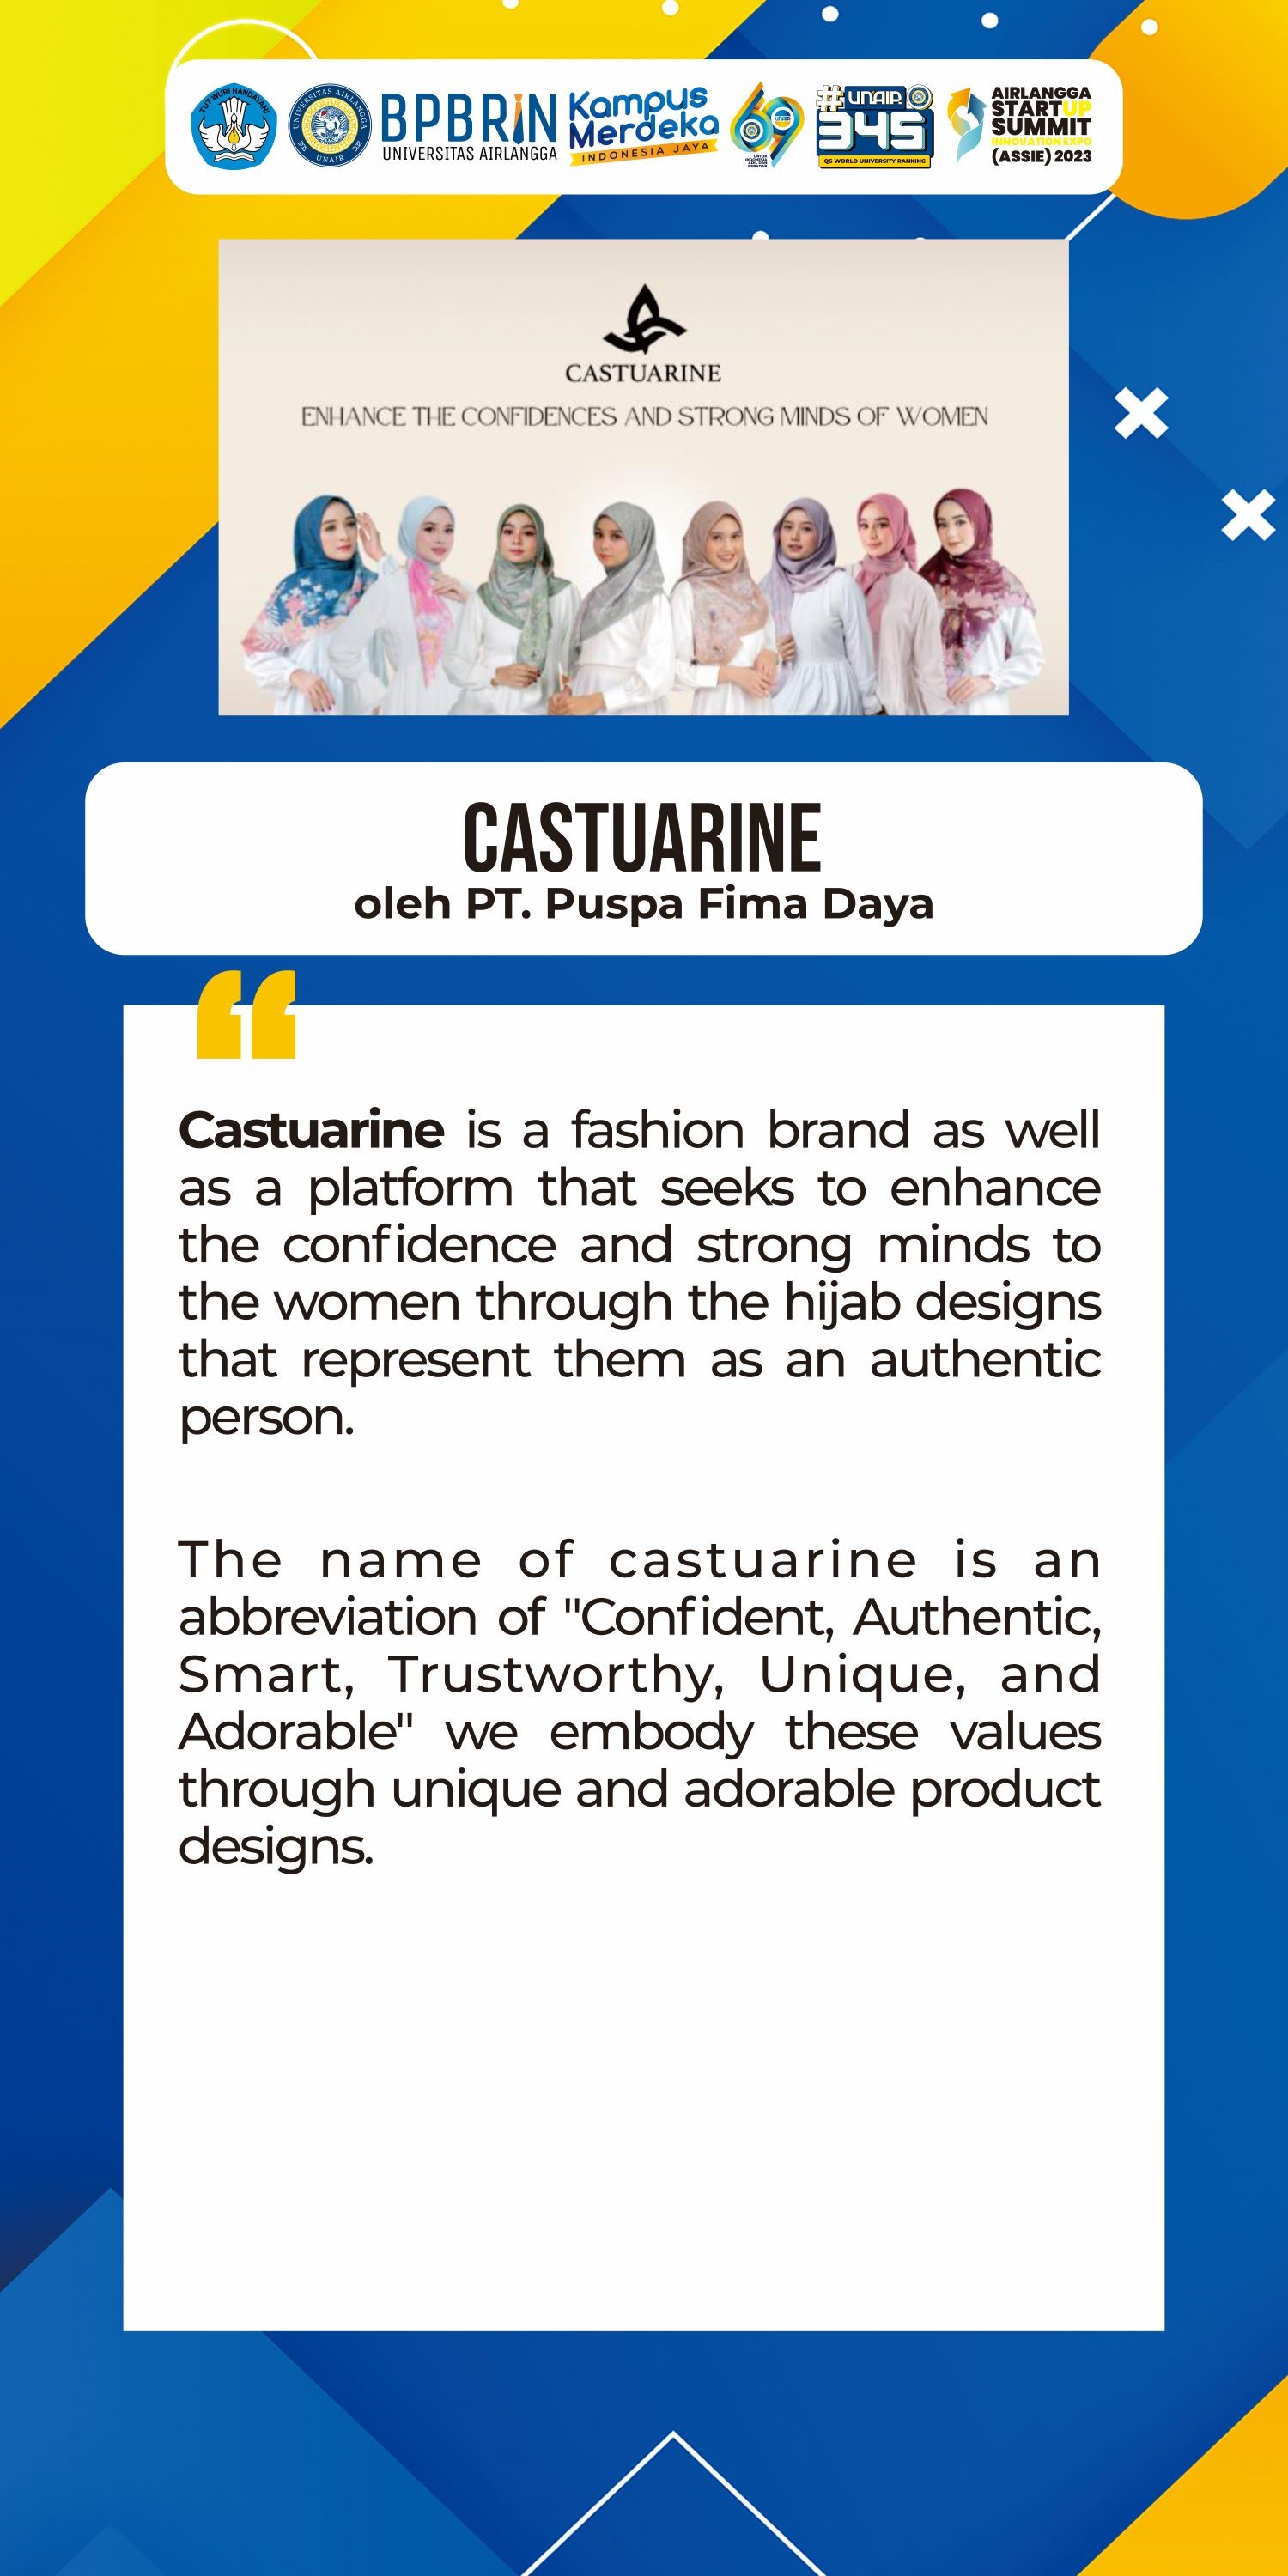 TUT WURI HANDAYANI
UNIVERSITAS AIRLANGGA
UNAIR
BPBRIN
UNIVERSITAS AIRLANGGA
Kampus
Merdeka
INDONESIA JAYA
69
#UNAIR
345
QS WORLD UNIVERSITY RANKING
AIRLANGGA
STARTUP
SUMMIT
INNOVATION EXPO
(ASSIE) 2023
CASTUARINE
ENHANCE THE CONFIDENCES AND STRONG MINDS OF WOMEN
CASTUARINE
oleh PT. Puspa Fima Daya
“
Castuarine is a fashion brand as well
as a platform that seeks to enhance
the confidence and strong minds to
the women through the hijab designs
that represent them as an authentic
person.
The name of castuarine is an
abbreviation of "Confident, Authentic,
Smart, Trustworthy, Unique, and
Adorable" we embody these values
through unique and adorable product
designs.